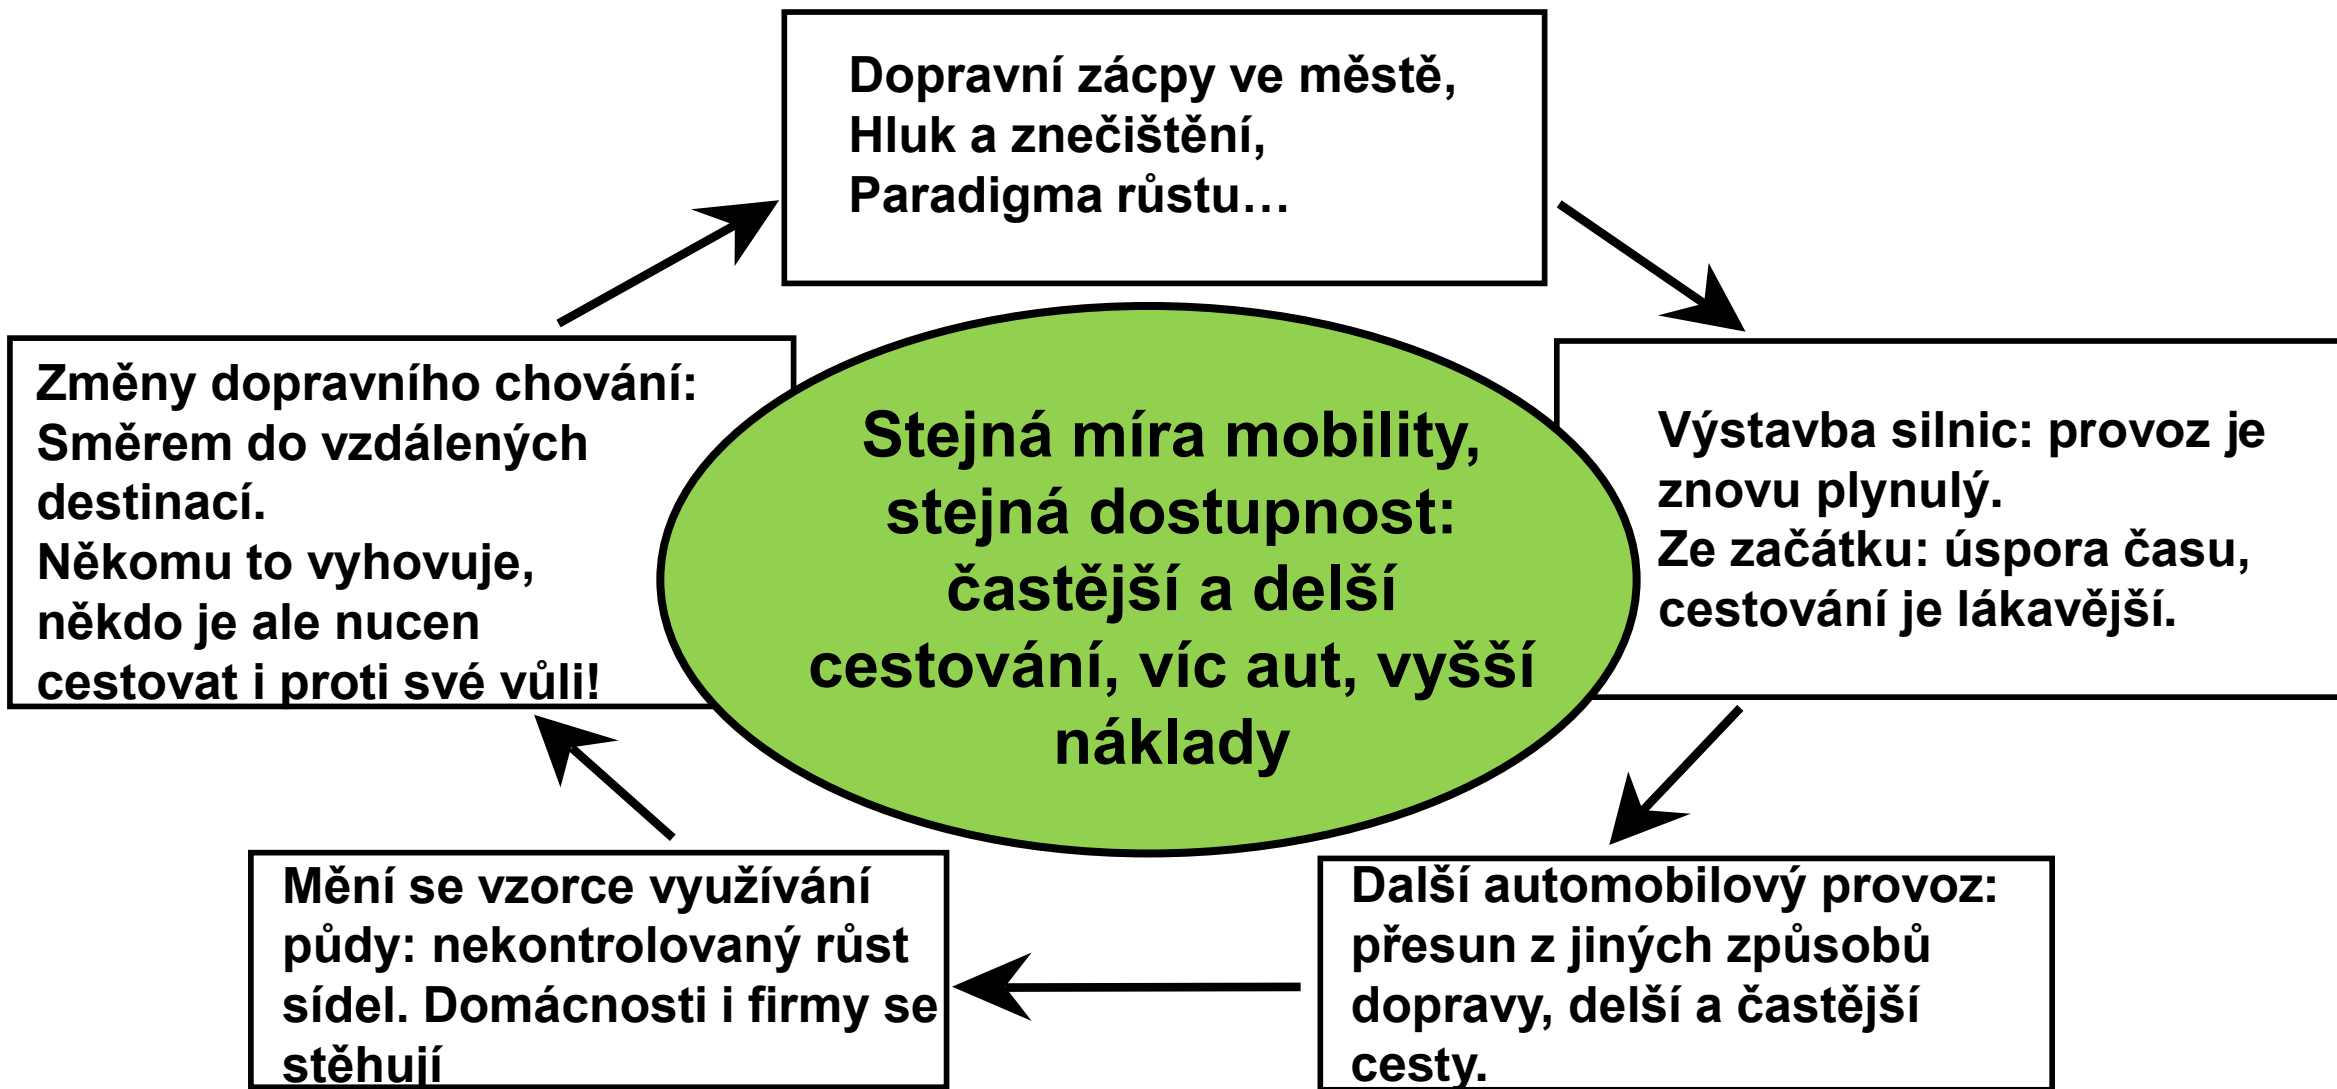 Dopravní zácpy ve městě,
Hluk a znečištění,
Paradigma růstu…
Změny dopravního chování:
Směrem do vzdálených
destinací.
Někomu to vyhovuje,
někdo je ale nucen
cestovat i proti své vůli!
Stejná míra mobility,
stejná dostupnost:
častější a delší
cestování, víc aut, vyšší
náklady
Výstavba silnic: provoz je
znovu plynulý.
Ze začátku: úspora času,
cestování je lákavější.
Mění se vzorce využívání
půdy: nekontrolovaný růst
sídel. Domácnosti i firmy se
stěhují
Další automobilový provoz:
přesun z jiných způsobů
dopravy, delší a častější
cesty.